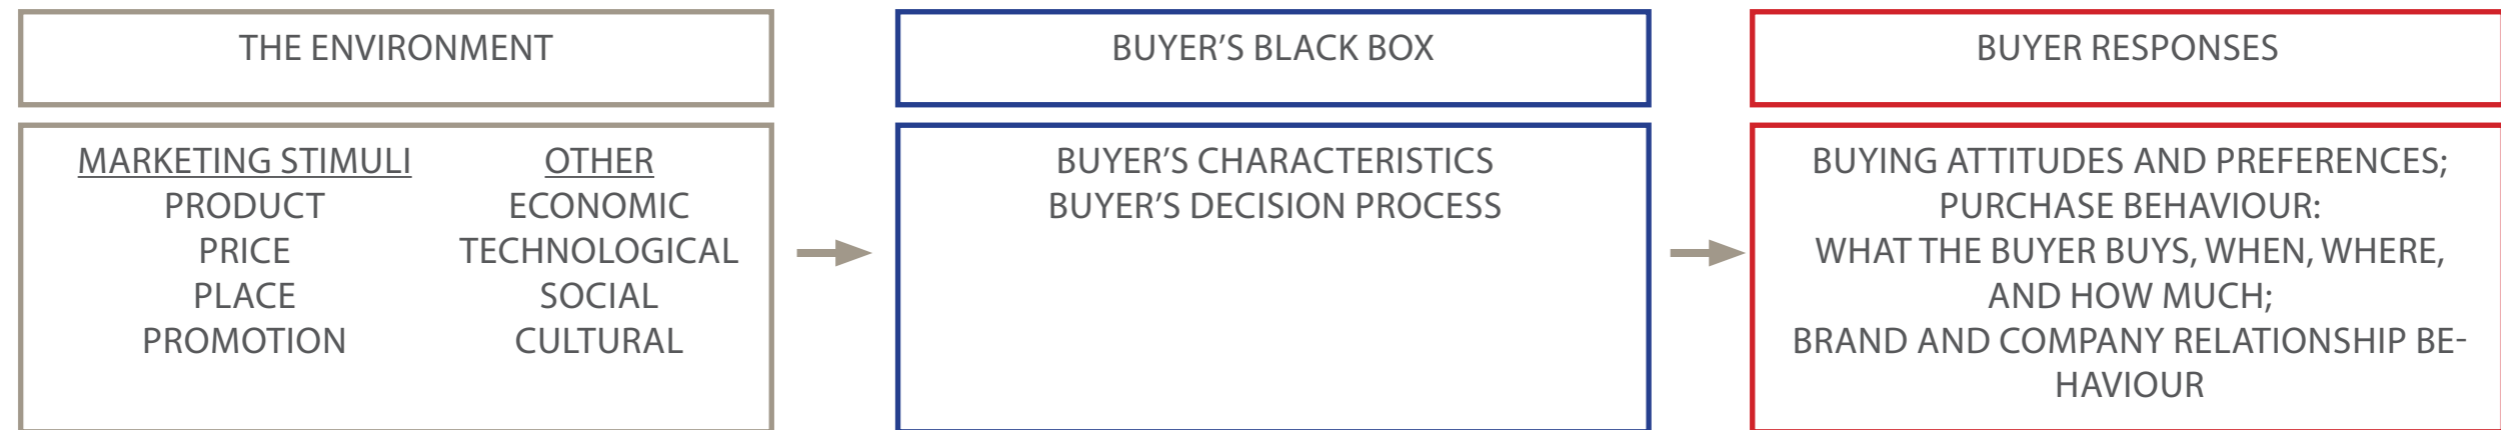 THE ENVIRONMENT
MARKETING STIMULI
PRODUCT
PRICE
PLACE
PROMOTION
OTHER
ECONOMIC
TECHNOLOGICAL
SOCIAL
CULTURAL
BUYER’S BLACK BOX
BUYER’S CHARACTERISTICS
BUYER’S DECISION PROCESS
BUYER RESPONSES
BUYING ATTITUDES AND PREFERENCES;
PURCHASE BEHAVIOUR:
WHAT THE BUYER BUYS, WHEN, WHERE,
AND HOW MUCH;
BRAND AND COMPANY RELATIONSHIP BE-
HAVIOUR